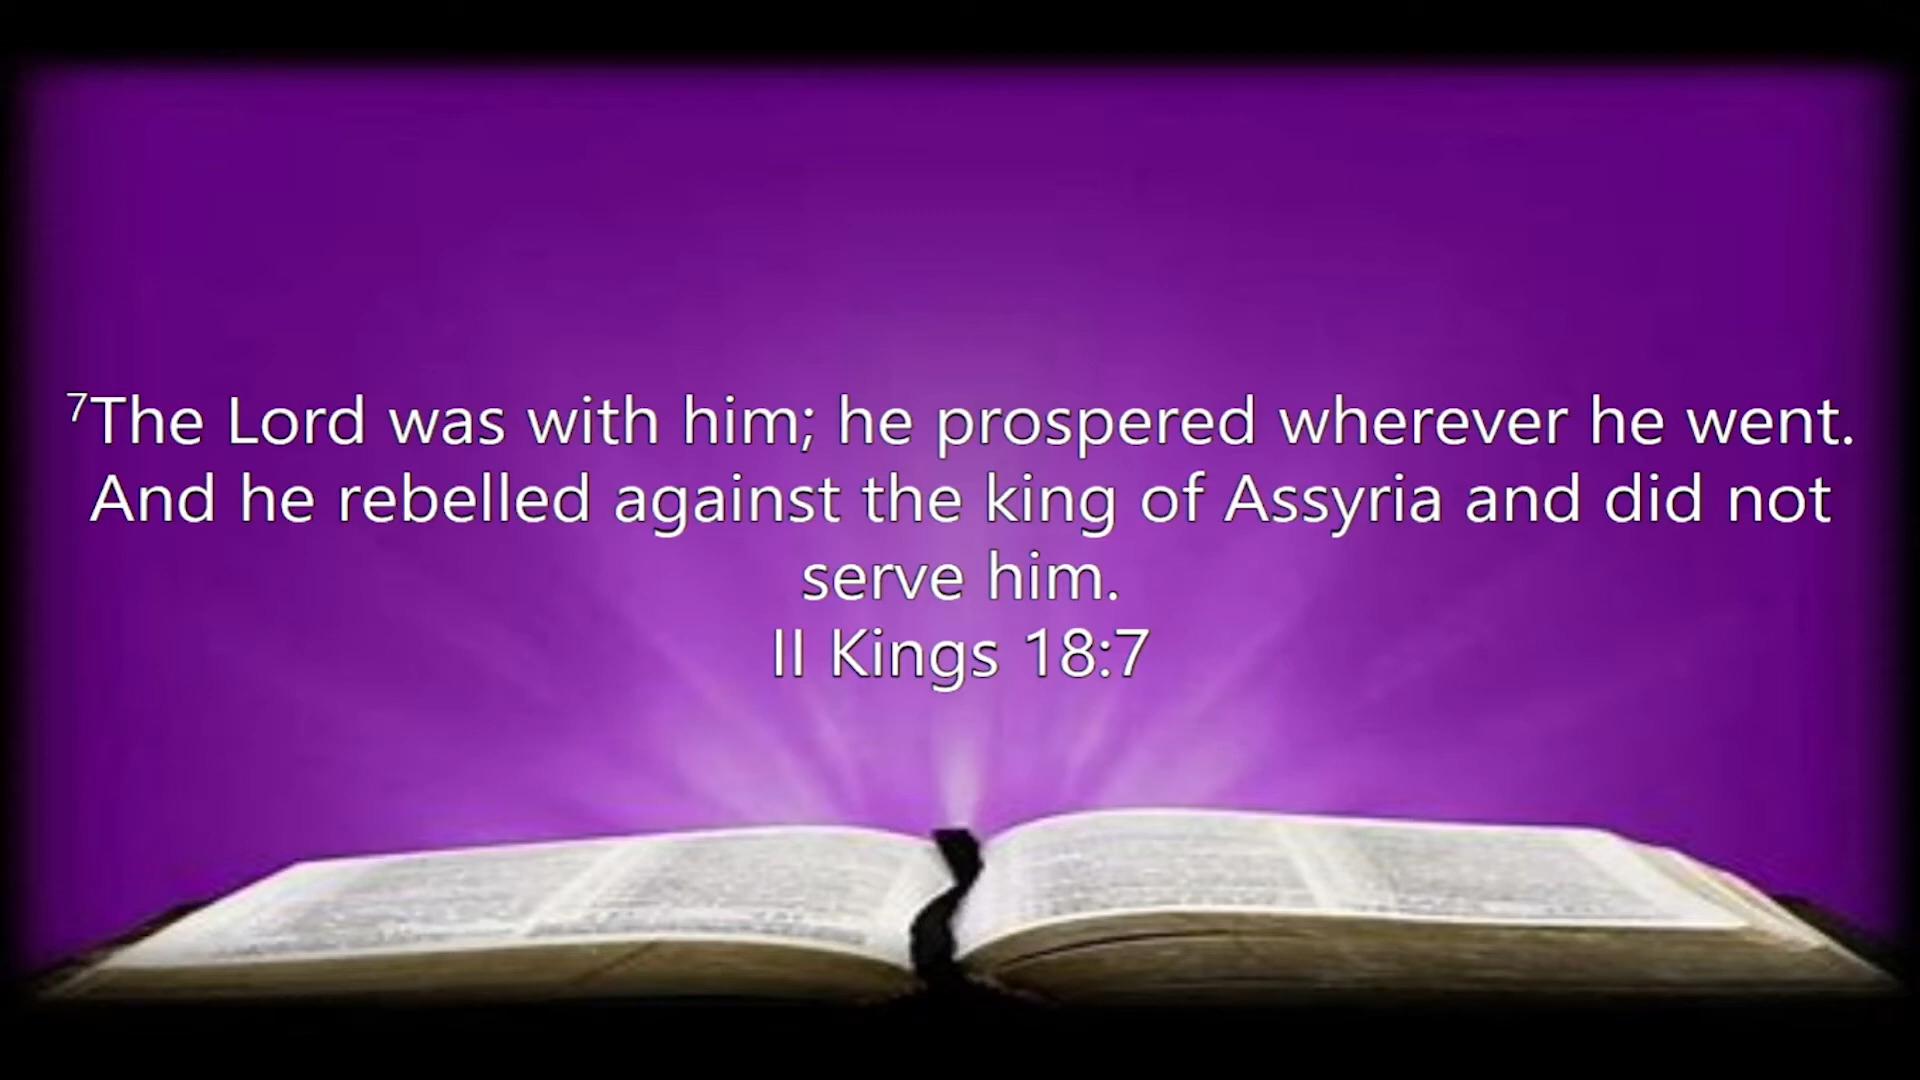 ⁷The Lord was with him; he prospered wherever he went.
And he rebelled against the king of Assyria and did not
serve him.
II Kings 18:7